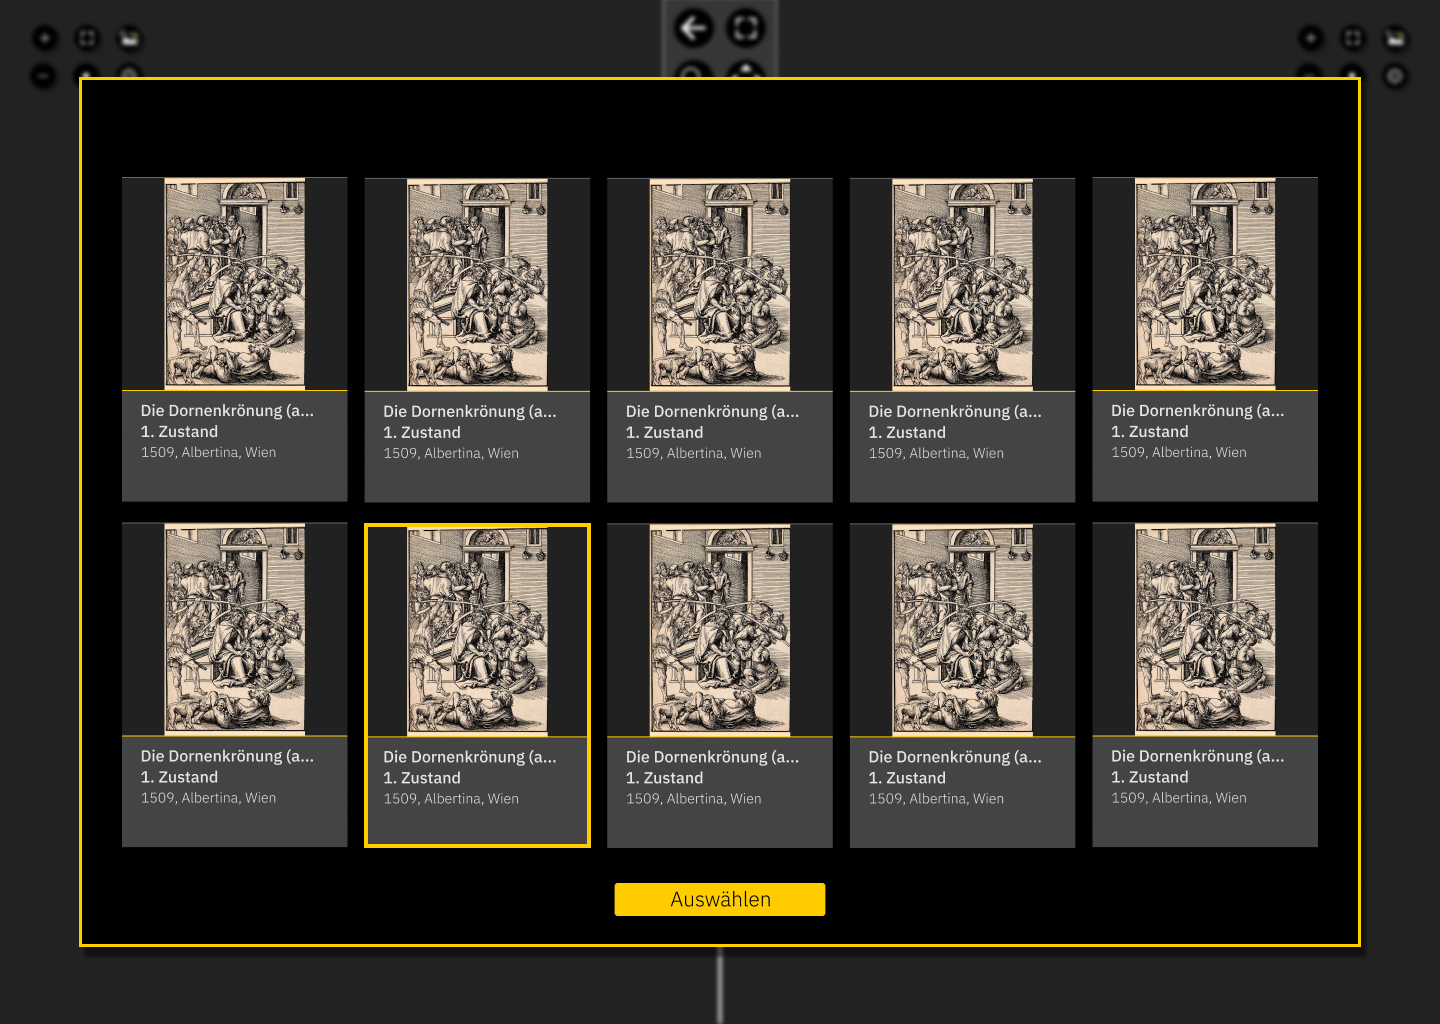 Die Dornenkrönung (a...
1. Zustand
1509, Albertina, Wien
Die Dornenkrönung (a...
1. Zustand
1509, Albertina, Wien
Die Dornenkrönung (a...
1. Zustand
1509, Albertina, Wien
Die Dornenkrönung (a...
1. Zustand
1509, Albertina, Wien
Die Dornenkrönung (a...
1. Zustand
1509, Albertina, Wien
Die Dornenkrönung (a...
1. Zustand
1509, Albertina, Wien
Die Dornenkrönung (a...
1. Zustand
1509, Albertina, Wien
Die Dornenkrönung (a...
1. Zustand
1509, Albertina, Wien
Die Dornenkrönung (a...
1. Zustand
1509, Albertina, Wien
Die Dornenkrönung (a...
1. Zustand
1509, Albertina, Wien
Auswählen